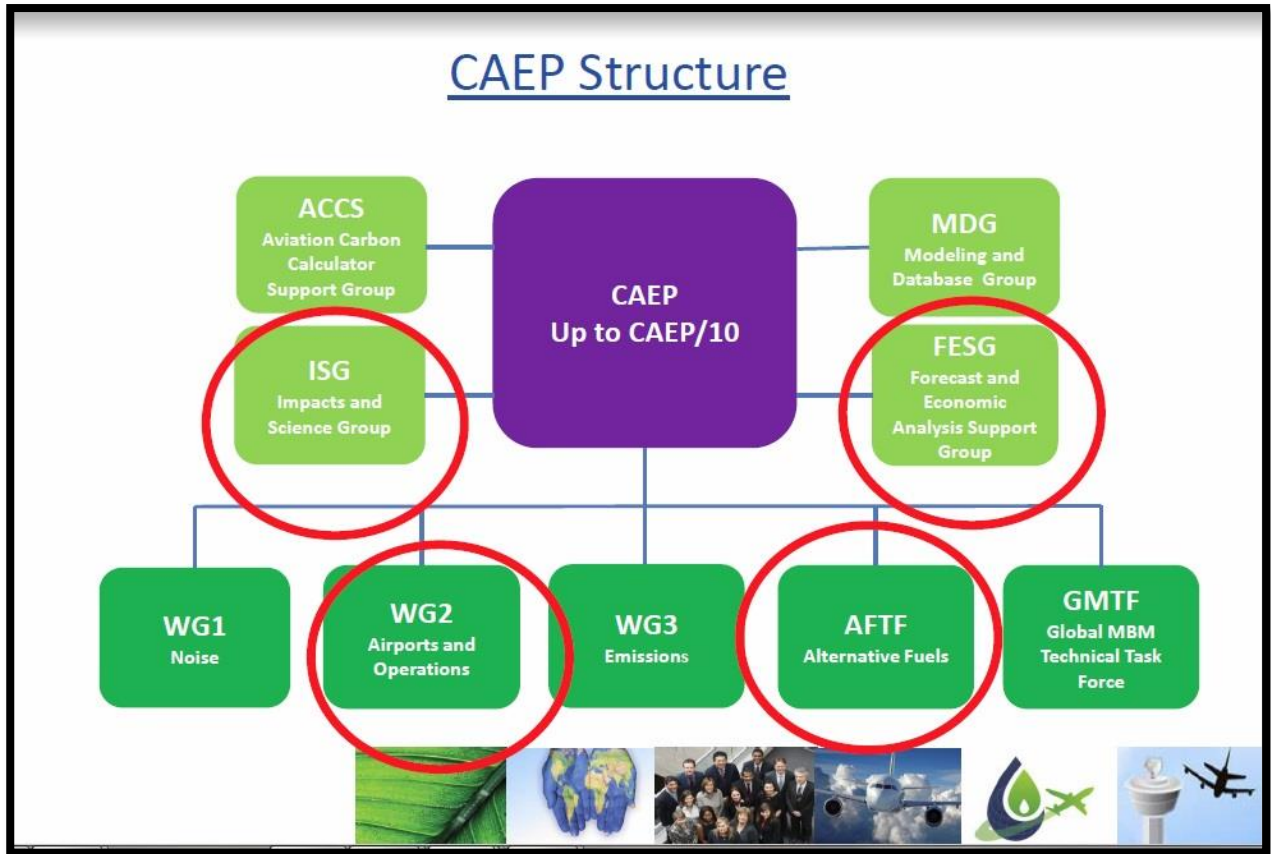 CAEP Structure
ACCS
Aviation Carbon
Calculator
Support Group
CAEP
Up to CAEP/10
MDG
Modeling and
Database Group
ISG
Impacts and
Science Group
FESG
Forecast and
Economic
Analysis Support
Group
WG1
Noise
WG2
Airports and
Operations
WG3
Emissions
AFTF
Alternative Fuels
GMTF
Global MBM
Technical Task
Force